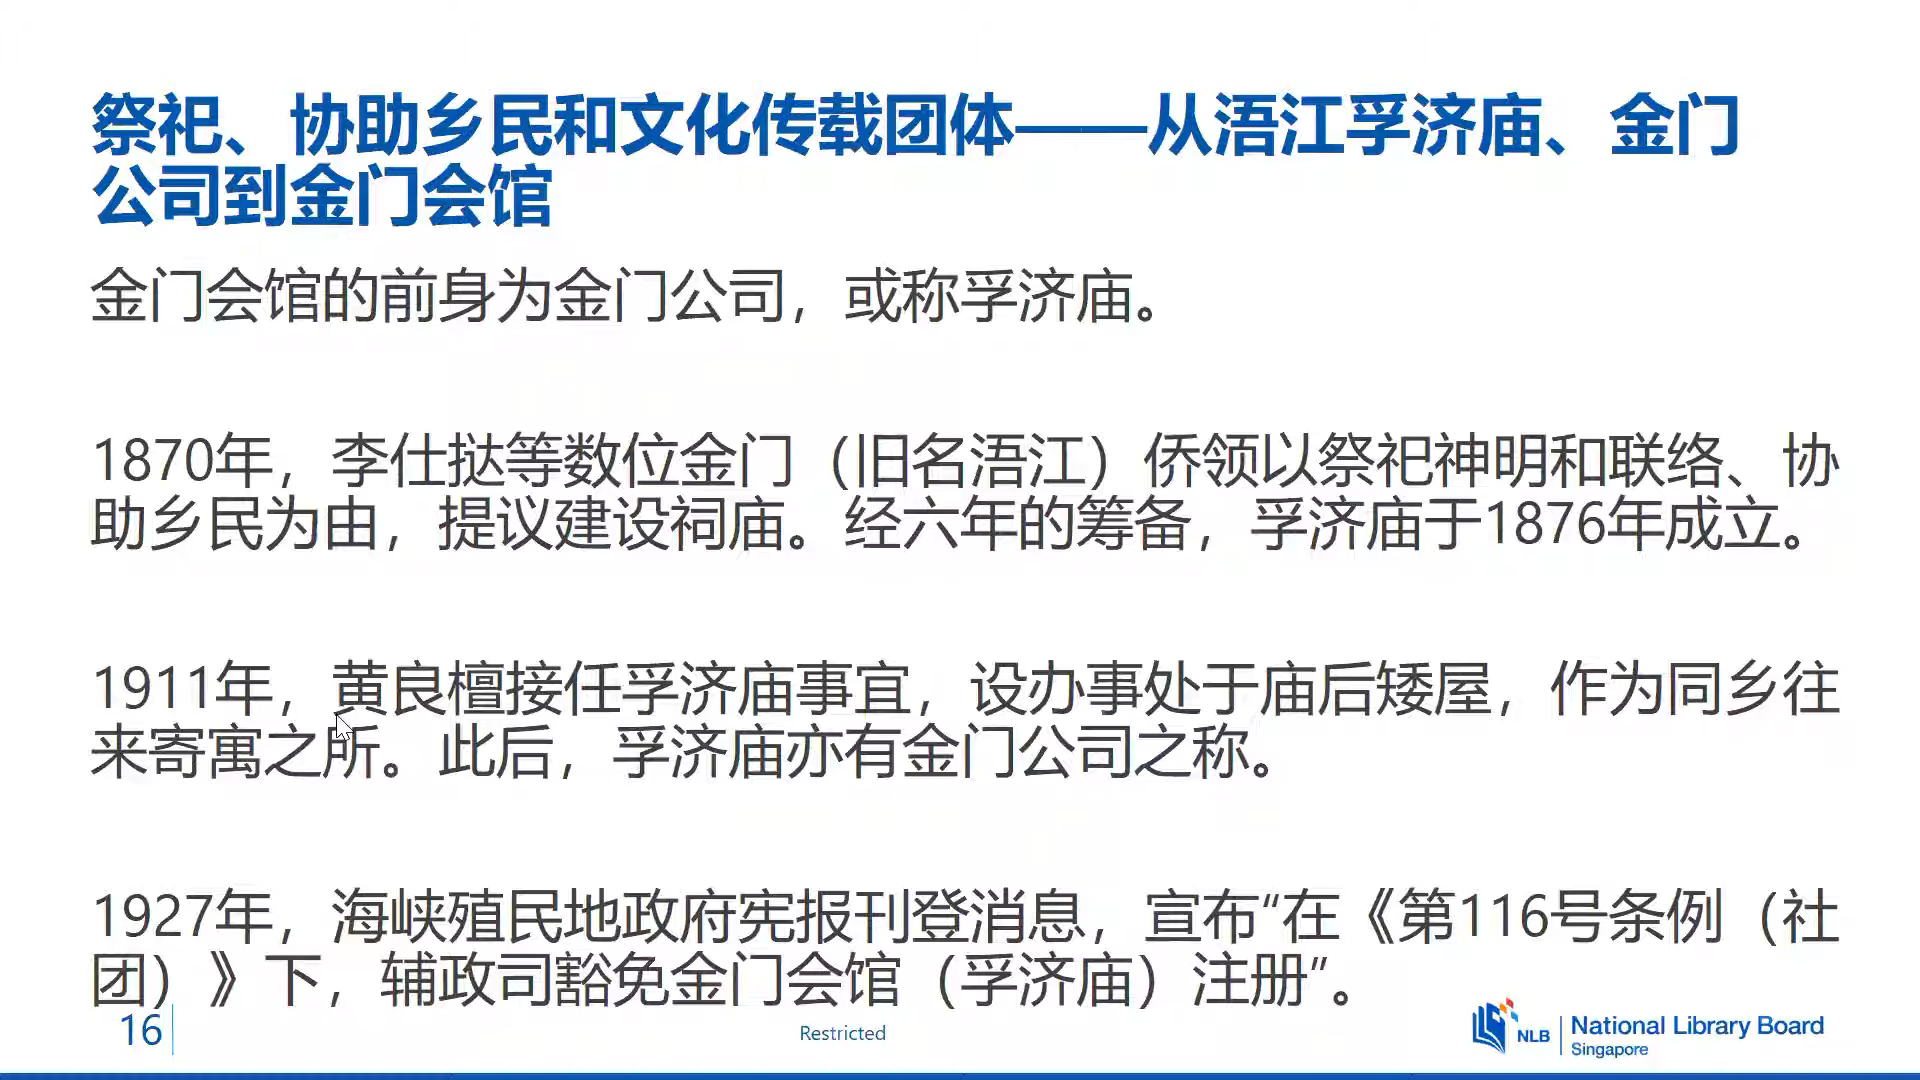 祭祀、协助乡民和文化传载团体——从浯江孚济庙、金门
公司到金门会馆
金门会馆的前身为金门公司，或称孚济庙。
1870年，李仕挞等数位金门（旧名浯江）侨领以祭祀神明和联络、协
助乡民为由，提议建设祠庙。经六年的筹备，孚济庙于1876年成立。
1911年，黄良檀接任孚济庙事宜，设办事处于庙后矮屋，作为同乡往
来寄寓之所。此后，孚济庙亦有金门公司之称。
1927年，海峡殖民地政府宪报刊登消息，宣布“在《第116号条例（社
团）》下，辅政司豁免金门会馆（孚济庙）注册”。
16
Restricted
NLB
National Library Board
Singapore